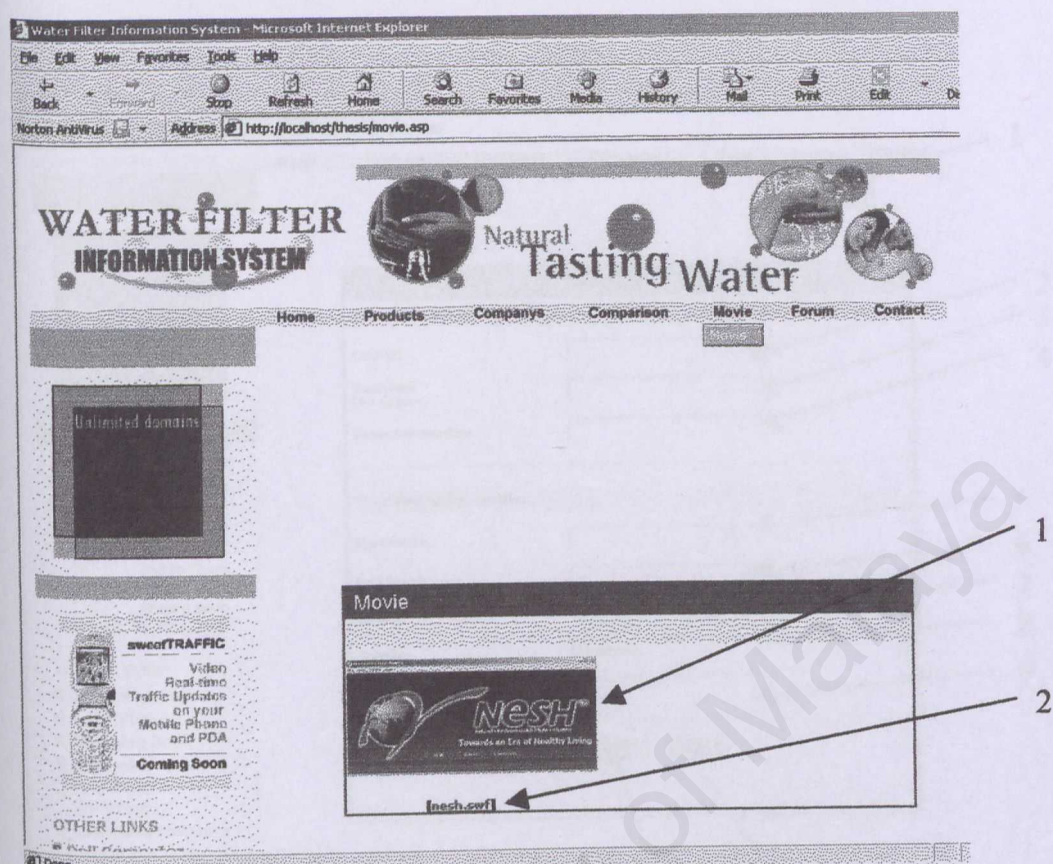 Water Filter Information System - Microsoft Internet Explorer
File Edit View Favorites Tools Help
Back Forward Stop Refresh Home Search Favorites Media History Mail Print Edit
Norton AntiVirus Address http://localhost/thesis/movie.asp
WATER FILTER
INFORMATION SYSTEM
Natural
Tasting Water
Home Products Companys Comparison Movie Forum Contact
Movie
Unlimited domains
1
Movie
swcofTRAFFIC
Video
Real-time
Traffic Updates
on your
Mobile Phone
and PDA
Coming Soon
NESH
Towards an Era of Healthy Living
2
[nesh.swf]
OTHER LINKS
Done
of Malaya